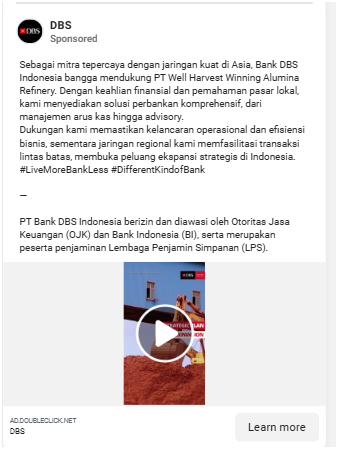 DBS
Sponsored
Sebagai mitra tepercaya dengan jaringan kuat di Asia, Bank DBS
Indonesia bangga mendukung PT Well Harvest Winning Alumina
Refinery. Dengan keahlian finansial dan pemahaman pasar lokal,
kami menyediakan solusi perbankan komprehensif, dari
manajemen arus kas hingga advisory.
Dukungan kami memastikan kelancaran operasional dan efisiensi
bisnis, sementara jaringan regional kami memfasilitasi transaksi
lintas batas, membuka peluang ekspansi strategis di Indonesia.
#LiveMoreBankLess #DifferentKindofBank
—
PT Bank DBS Indonesia berizin dan diawasi oleh Otoritas Jasa
Keuangan (OJK) dan Bank Indonesia (BI), serta merupakan
peserta penjaminan Lembaga Penjamin Simpanan (LPS).
AD.DOUBLECLICK.NET
DBS
Learn more